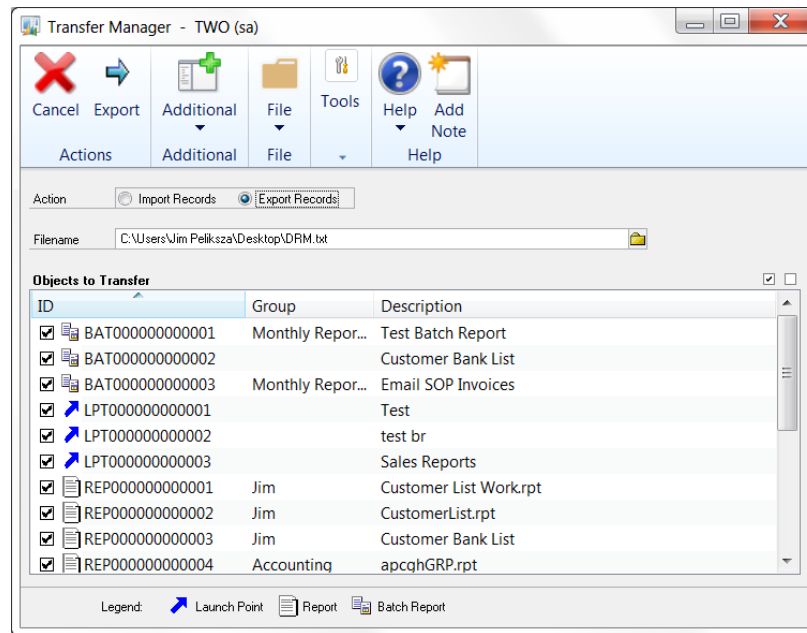 Transfer Manager - TWO (sa)
Cancel Export Additional File Tools Help Add Note
Actions Additional File Help
Action Import Records Export Records
Filename C:\Users\Jim Peliksza\Desktop\DRM.txt
Objects to Transfer
ID Group Description
BAT000000000001 Monthly Repor... Test Batch Report
BAT000000000002 Customer Bank List
BAT000000000003 Monthly Repor... Email SOP Invoices
LPT000000000001 Test
LPT000000000002 test br
LPT000000000003 Sales Reports
REP000000000001 Jim Customer List Work.rpt
REP000000000002 Jim CustomerList.rpt
REP000000000003 Jim Customer Bank List
REP000000000004 Accounting apcqhGRP.rpt
Legend: Launch Point Report Batch Report